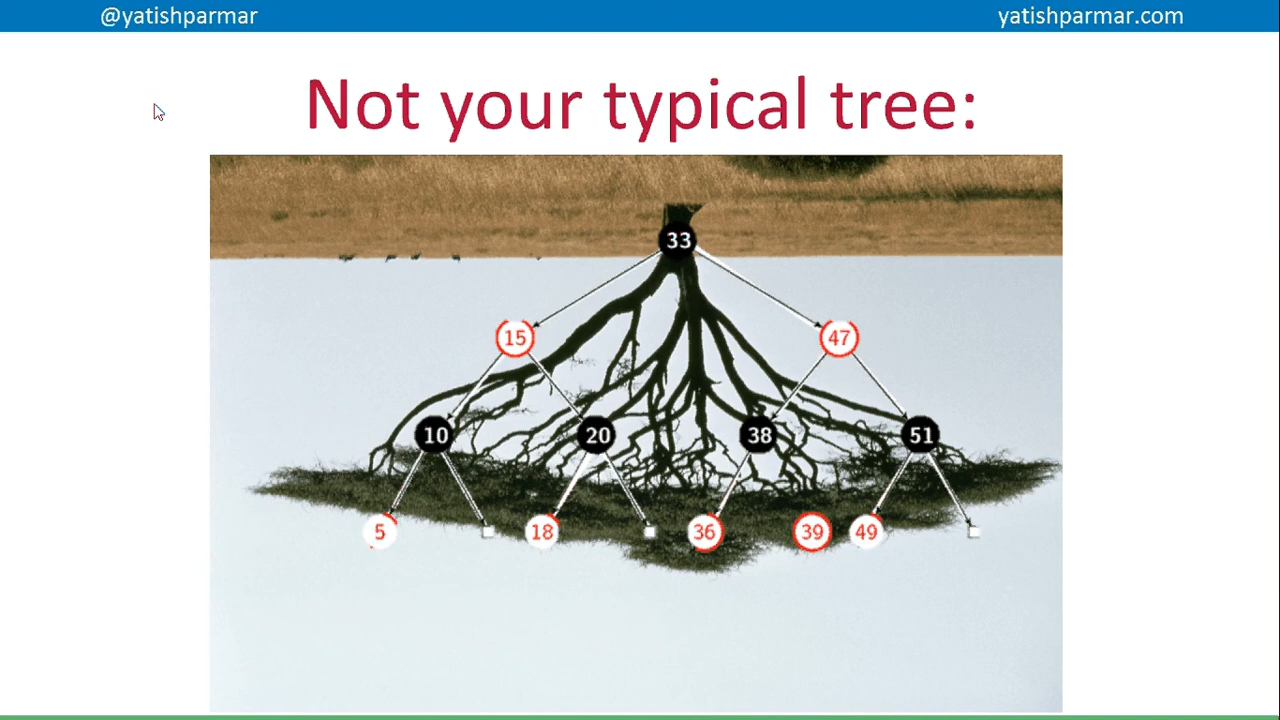 @yatishparmar yatishparmar.com
Not your typical tree:
33
15 47
10 20 38 51
5 18 36 39 49